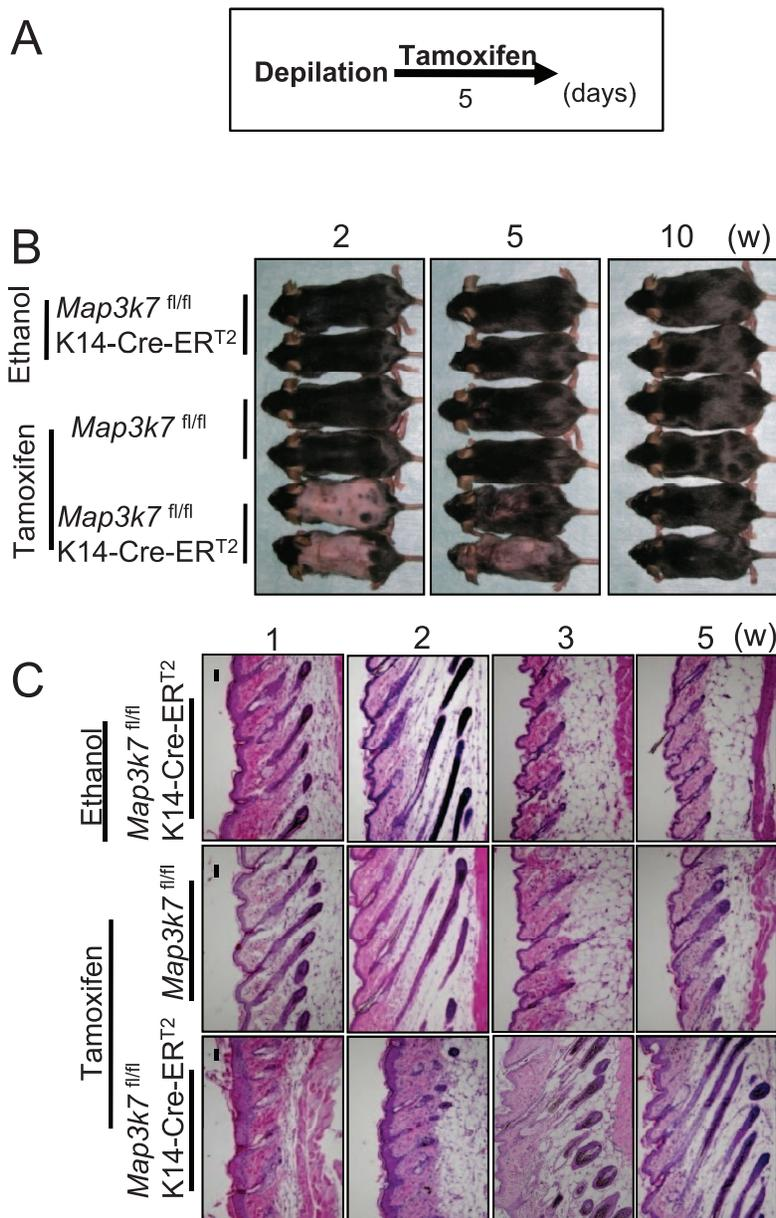 A
Depilation Tamoxifen
5 (days)
B
2 5 10 (w)
Ethanol
Map3k7 fl/fl
K14-Cre-ERT2
Tamoxifen
Map3k7 fl/fl
Map3k7 fl/fl
K14-Cre-ERT2
C
1 2 3 5 (w)
Ethanol
Map3k7 fl/fl
K14-Cre-ERT2
Tamoxifen
Map3k7 fl/fl
Map3k7 fl/fl
K14-Cre-ERT2